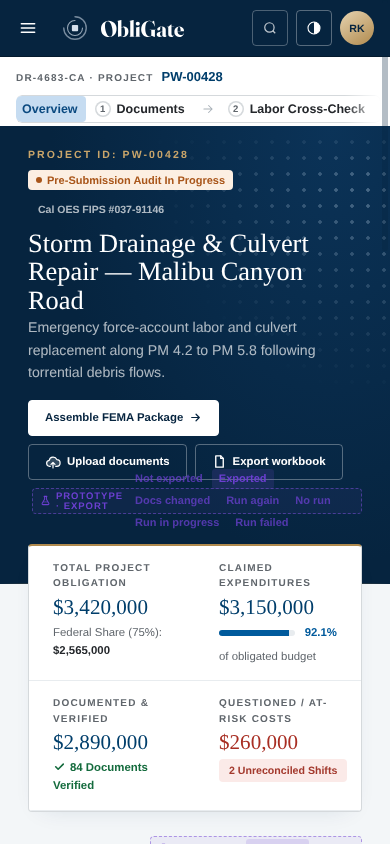 ObliGate
RK
DR-4683-CA · PROJECT PW-00428
Overview 1 Documents → 2 Labor Cross-Check
PROJECT ID: PW-00428
Pre-Submission Audit In Progress
Cal OES FIPS #037-91146
Storm Drainage & Culvert
Repair — Malibu Canyon
Road
Emergency force-account labor and culvert
replacement along PM 4.2 to PM 5.8 following
torrential debris flows.
Assemble FEMA Package →
Upload documents Export workbook
Not exported Exported
PROTOTYPE
· EXPORT
Docs changed Run again No run
Run in progress Run failed
TOTAL PROJECT
OBLIGATION
$3,420,000
Federal Share (75%):
$2,565,000
CLAIMED
EXPENDITURES
$3,150,000
92.1%
of obligated budget
DOCUMENTED &
VERIFIED
$2,890,000
84 Documents
Verified
QUESTIONED / AT-
RISK COSTS
$260,000
2 Unreconciled Shifts